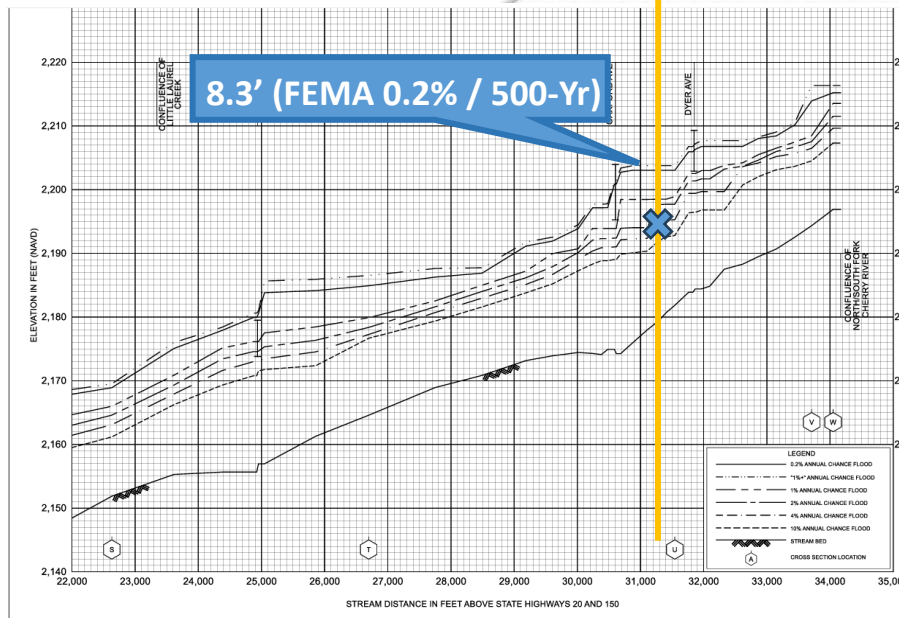 8.3' (FEMA 0.2% / 500-Yr)
CONFLUENCE OF
LITTLE LAUREL
CREEK
DYER AVE
ELEVATION IN FEET (NAVD)
2,220
2,210
2,200
2,190
2,180
2,170
2,160
2,150
2,140
CONFLUENCE OF
NORTH/SOUTH FORK
CHERRY RIVER
S
T
U
V
W
LEGEND
0.2% ANNUAL CHANCE FLOOD
"1%+" ANNUAL CHANCE FLOOD
1% ANNUAL CHANCE FLOOD
2% ANNUAL CHANCE FLOOD
4% ANNUAL CHANCE FLOOD
10% ANNUAL CHANCE FLOOD
STREAM BED
A CROSS SECTION LOCATION
22,000 23,000 24,000 25,000 26,000 27,000 28,000 29,000 30,000 31,000 32,000 33,000 34,000
STREAM DISTANCE IN FEET ABOVE STATE HIGHWAYS 20 AND 150